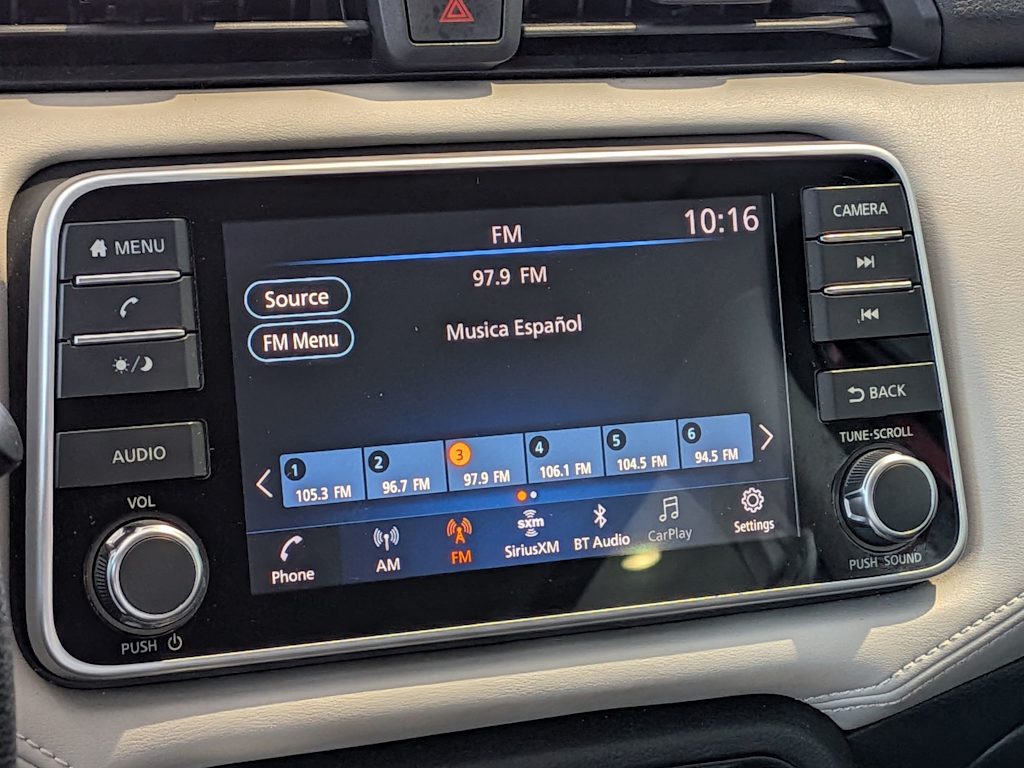 MENU
AUDIO
VOL
PUSH
FM
10:16
97.9 FM
Source
FM Menu
Musica Español
1 2 3 4 5 6
105.3 FM 96.7 FM 97.9 FM 106.1 FM 104.5 FM 94.5 FM
Phone AM FM sxm SiriusXM BT Audio CarPlay Settings
CAMERA
BACK
TUNE·SCROLL
PUSH SOUND